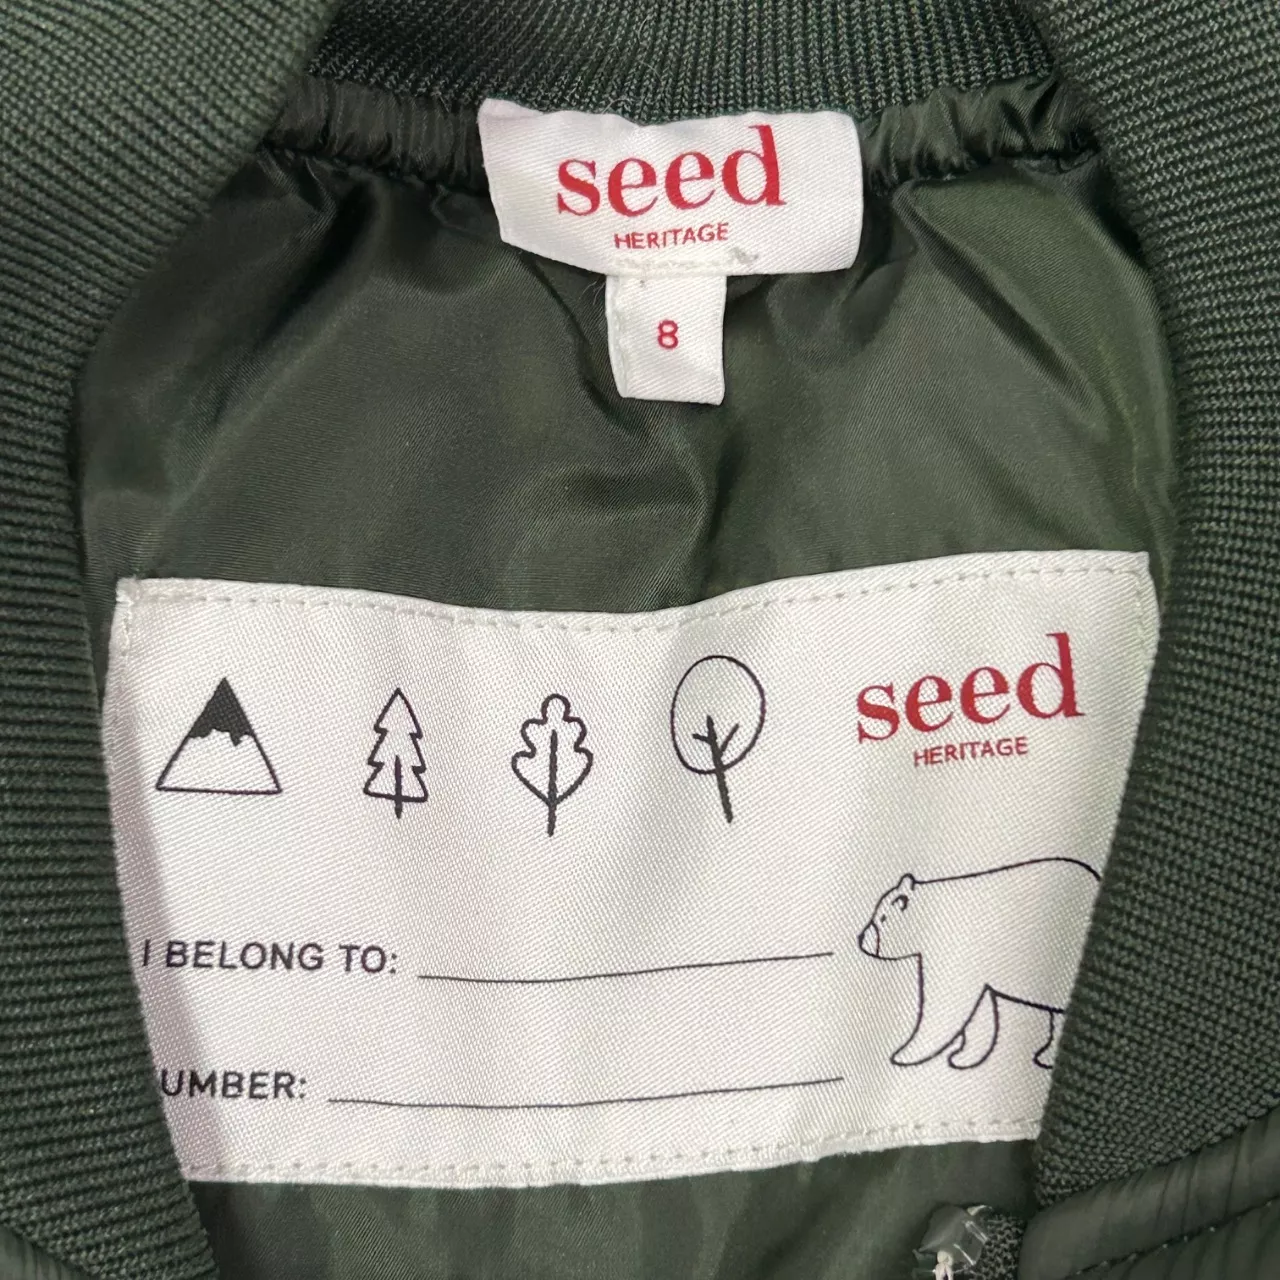 seed
HERITAGE
8
seed
HERITAGE
I BELONG TO:
UMBER: